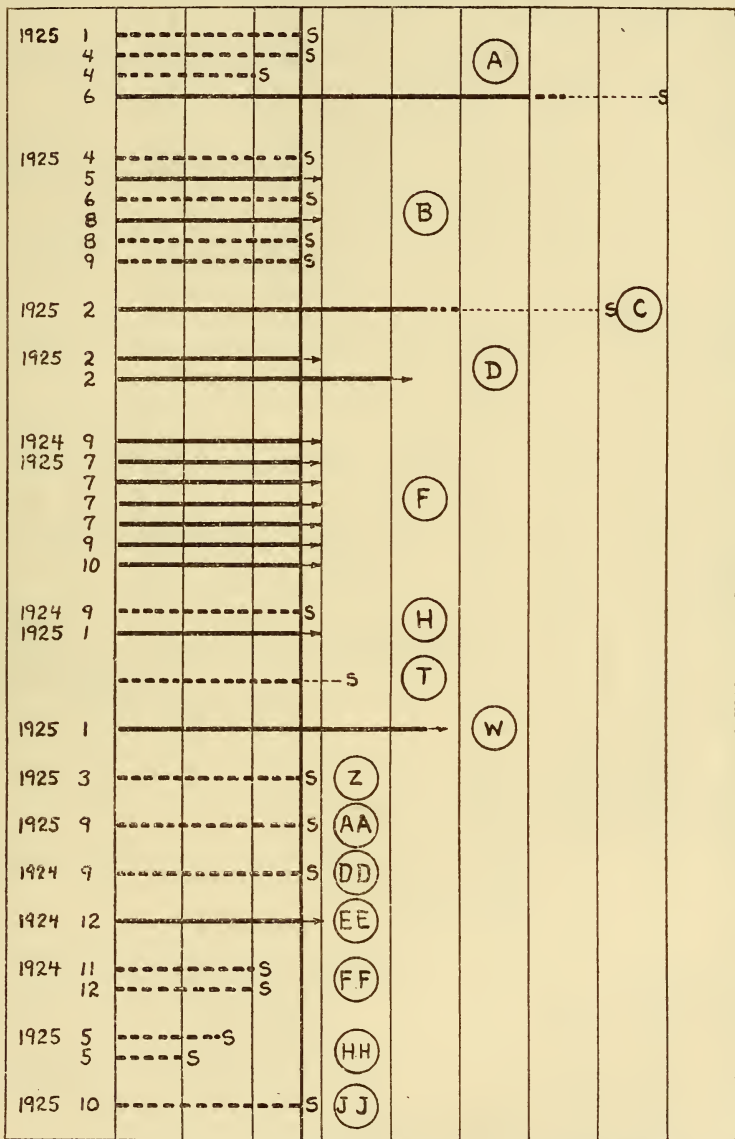 1925 1 S
4 S
4 S A
6 S
1925 4 S
5
6 S B
8
8 S
9 S
1925 2 S C
1925 2 D
2
1924 9
1925 7
7
7 F
7
9
10
1924 9 S H
1925 1
S T
1925 1 W
1925 3 S Z
1925 9 S AA
1924 9 S DD
1924 12 EE
1924 11 S FF
12 S
1925 5 S HH
5 S
1925 10 S JJ